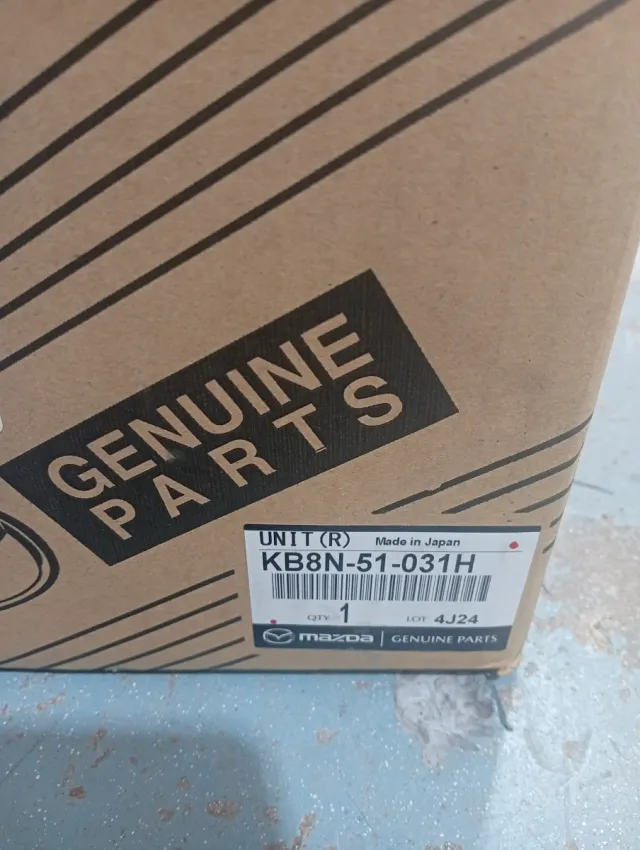 GENUINE
PARTS
UNIT(R) Made in Japan
KB8N-51-031H
QTY 1 LOT 4J24
mazda | GENUINE PARTS